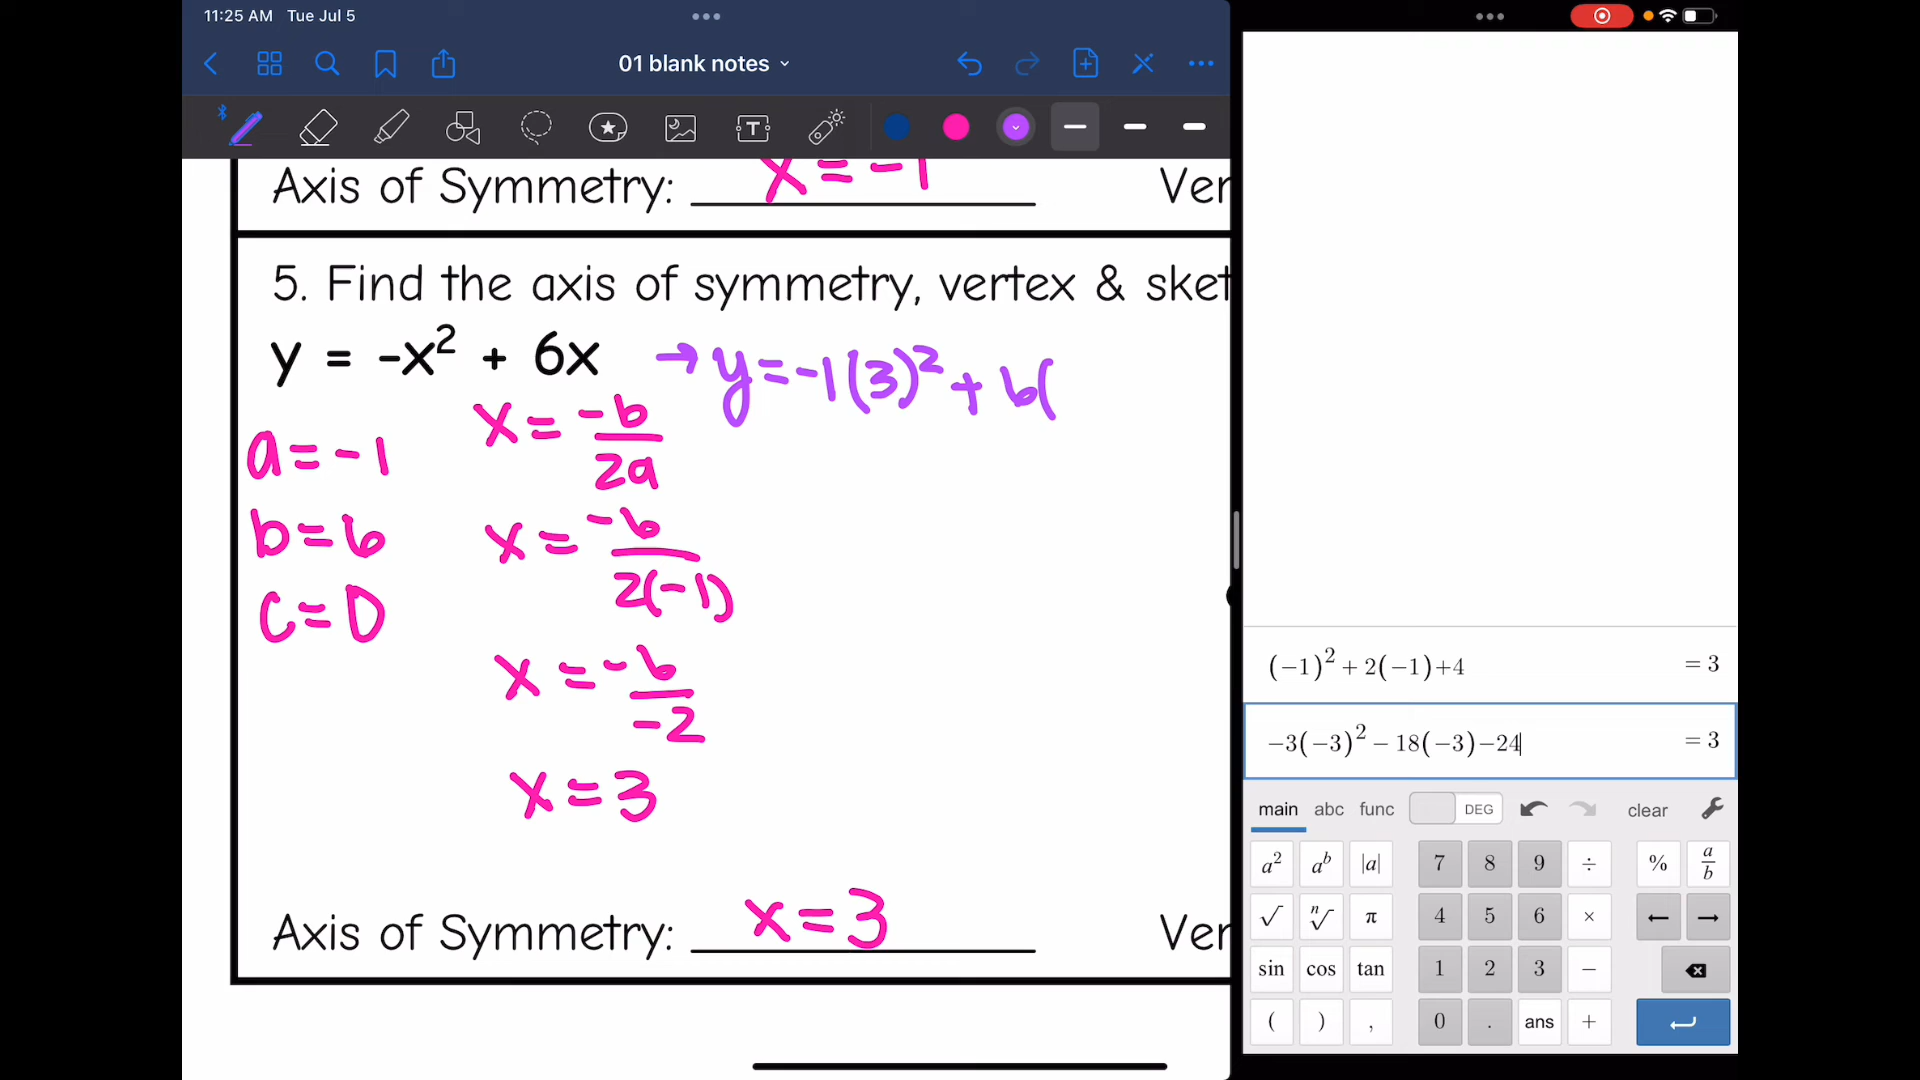 11:25 AM Tue Jul 5
01 blank notes
T
Axis of Symmetry: x = -1
Ver
5. Find the axis of symmetry, vertex & sket
y = -x² + 6x → y = -1(3)² + 6(
a = -1
b = 6
c = 0
x = -b/2a
x = -6/2(-1)
x = -6/-2
x = 3
Axis of Symmetry: x = 3
Ver
(−1)² + 2(−1)+4 = 3
−3(−3)² − 18(−3)−24 = 3
main abc func DEG clear
a² aᵇ |a| 7 8 9 ÷ % a/b
√ ⁿ√ π 4 5 6 × ← →
sin cos tan 1 2 3 −
( ) , 0 . ans +